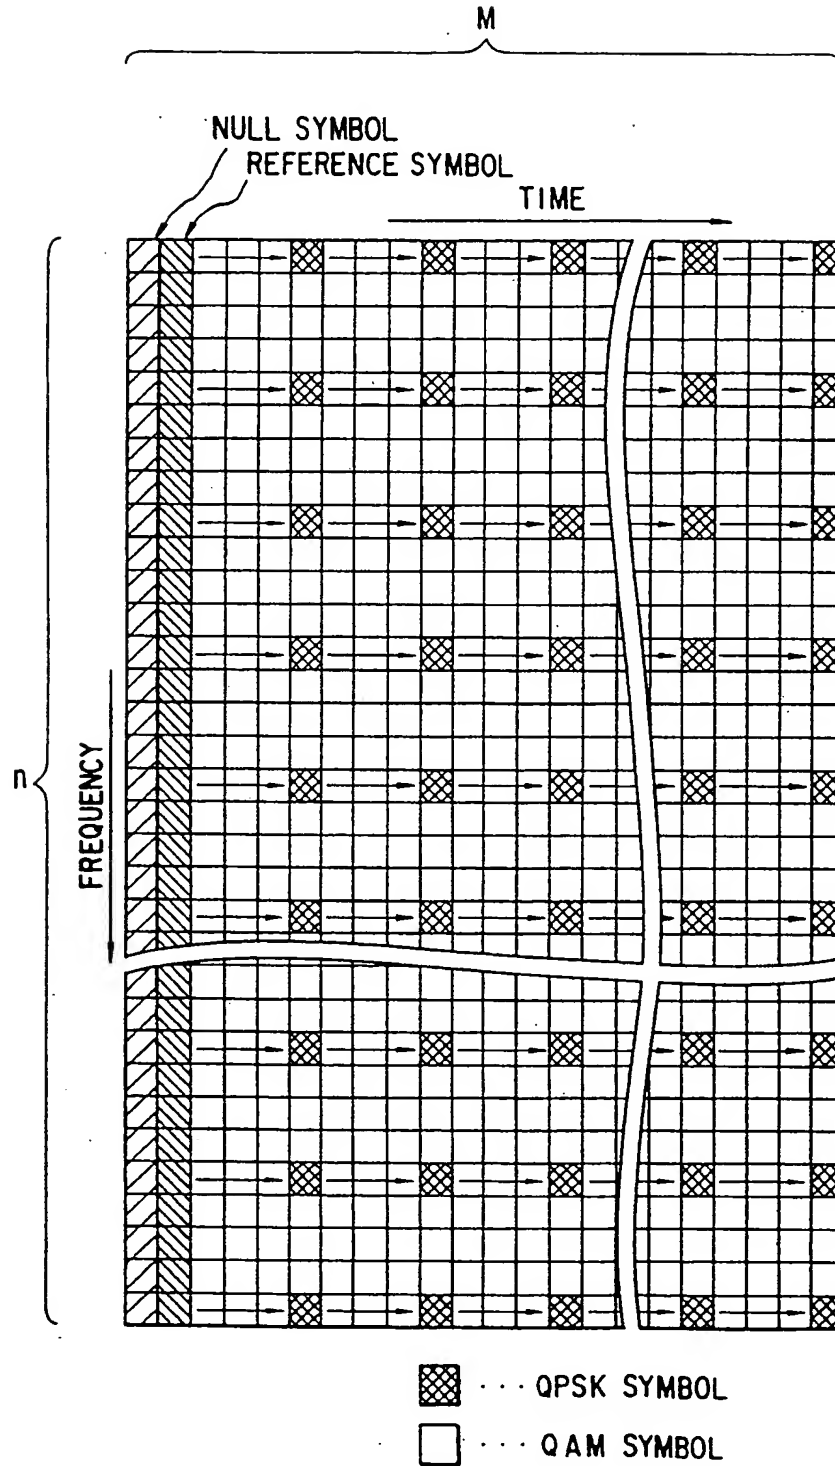 M
NULL SYMBOL
REFERENCE SYMBOL
TIME
n
FREQUENCY
··· QPSK SYMBOL
··· QAM SYMBOL